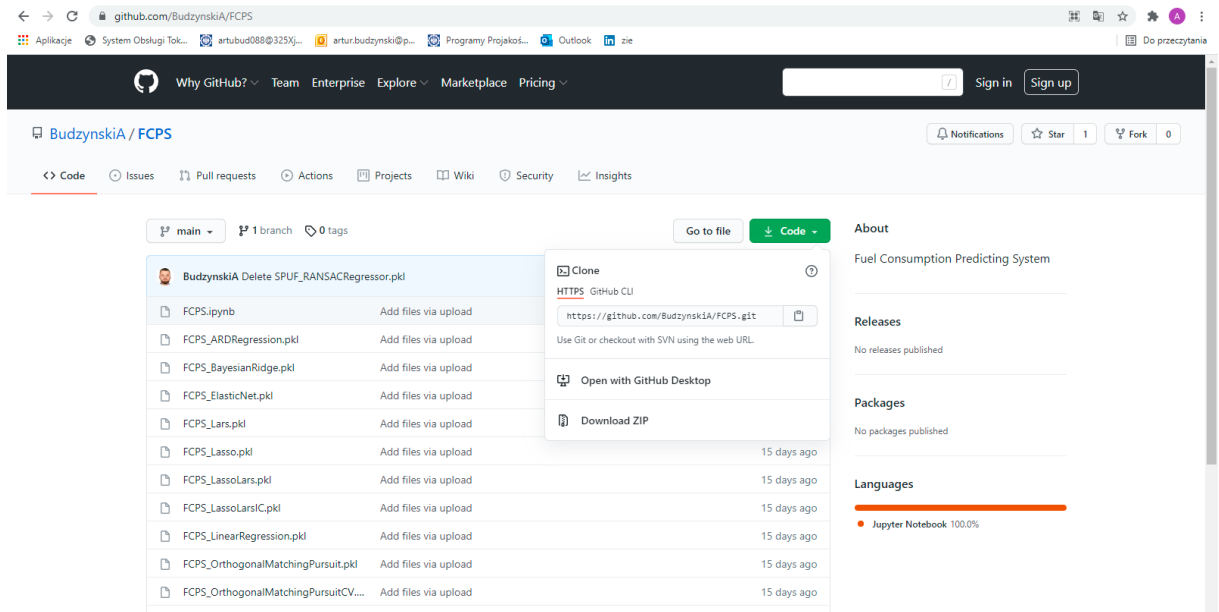 github.com/BudzynskiA/FCPS
Aplikacje System Obsługi Tok... artubud088@325Xj... artur.budzynski@p... Programy Projakoś... Outlook zie Do przeczytania
Why GitHub? Team Enterprise Explore Marketplace Pricing / Sign in Sign up
BudzynskiA / FCPS Notifications Star 1 Fork 0
<> Code Issues Pull requests Actions Projects Wiki Security Insights
main 1 branch 0 tags Go to file Code About
Fuel Consumption Predicting System
BudzynskiA Delete SPUF_RANSACRegressor.pkl
Clone
HTTPS GitHub CLI
https://github.com/BudzynskiA/FCPS.git
Use Git or checkout with SVN using the web URL.
Open with GitHub Desktop
Download ZIP
FCPS.ipynb Add files via upload
FCPS_ARDRegression.pkl Add files via upload
FCPS_BayesianRidge.pkl Add files via upload
FCPS_ElasticNet.pkl Add files via upload
FCPS_Lars.pkl Add files via upload
FCPS_Lasso.pkl Add files via upload 15 days ago
FCPS_LassoLars.pkl Add files via upload 15 days ago
FCPS_LassoLarsIC.pkl Add files via upload 15 days ago
FCPS_LinearRegression.pkl Add files via upload 15 days ago
FCPS_OrthogonalMatchingPursuit.pkl Add files via upload 15 days ago
FCPS_OrthogonalMatchingPursuitCV.... Add files via upload 15 days ago
Releases
No releases published
Packages
No packages published
Languages
Jupyter Notebook 100.0%